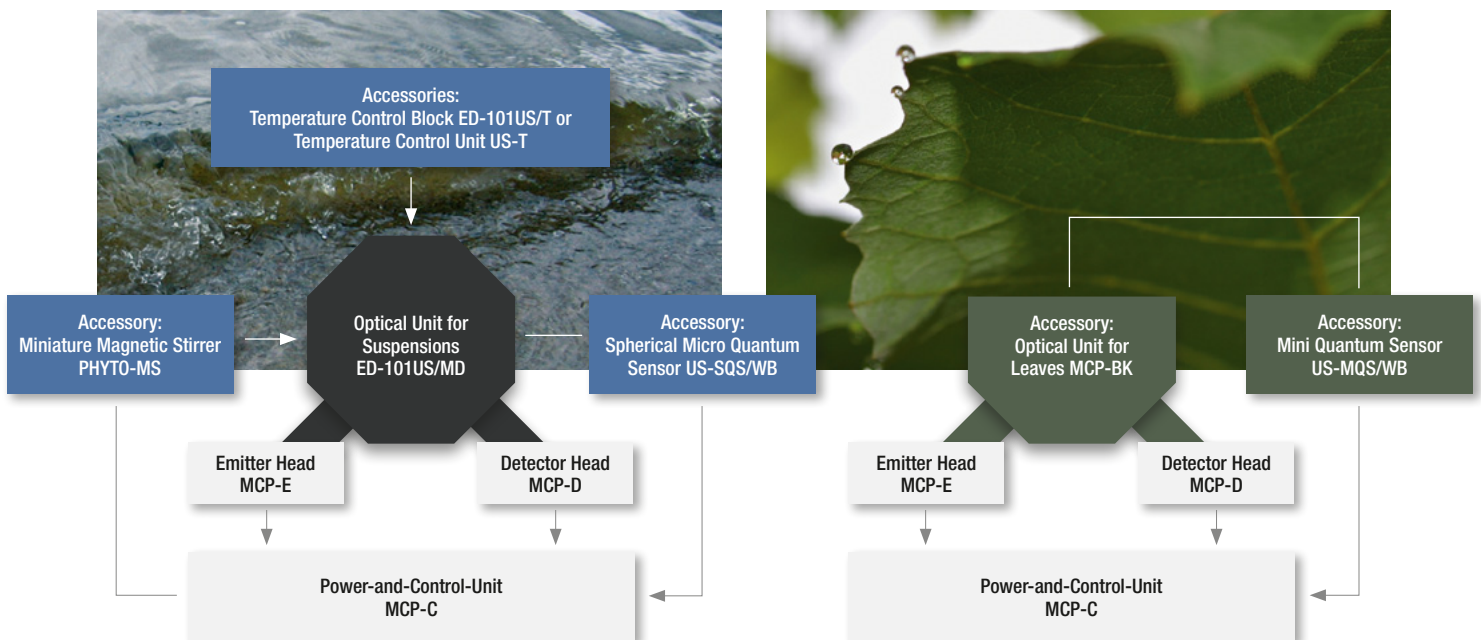 Accessories:
Temperature Control Block ED-101US/T or
Temperature Control Unit US-T
Accessory:
Miniature Magnetic Stirrer
PHYTO-MS
Optical Unit for
Suspensions
ED-101US/MD
Accessory:
Spherical Micro Quantum
Sensor US-SQS/WB
Emitter Head
MCP-E
Detector Head
MCP-D
Power-and-Control-Unit
MCP-C
Accessory:
Optical Unit for
Leaves MCP-BK
Accessory:
Mini Quantum Sensor
US-MQS/WB
Emitter Head
MCP-E
Detector Head
MCP-D
Power-and-Control-Unit
MCP-C